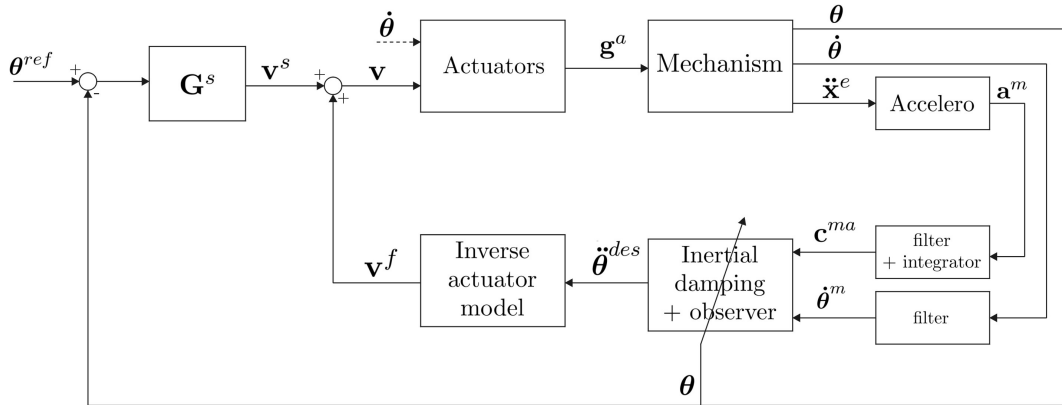 θ
θ̇
θ^{ref}
+
-
G^s
v^s
+
+
v
θ̇
Actuators
g^a
Mechanism
ẍ^e
Accelero
a^m
v^f
Inverse
actuator
model
θ̈^{des}
Inertial
damping
+ observer
c^{ma}
filter
+ integrator
θ̇^m
filter
θ